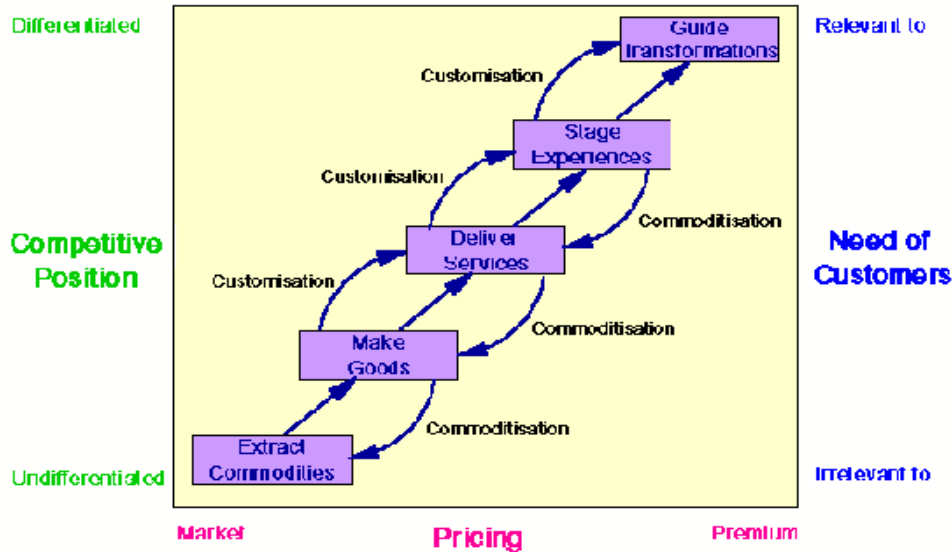 Differentiated
Guide
Transformations
Relevant to
Customisation
Stage
Experiences
Customisation
Commoditisation
Competitive
Position
Deliver
Services
Need of
Customers
Customisation
Commoditisation
Make
Goods
Commoditisation
Extract
Commodities
Undifferentiated
Irrelevant to
Market
Pricing
Premium